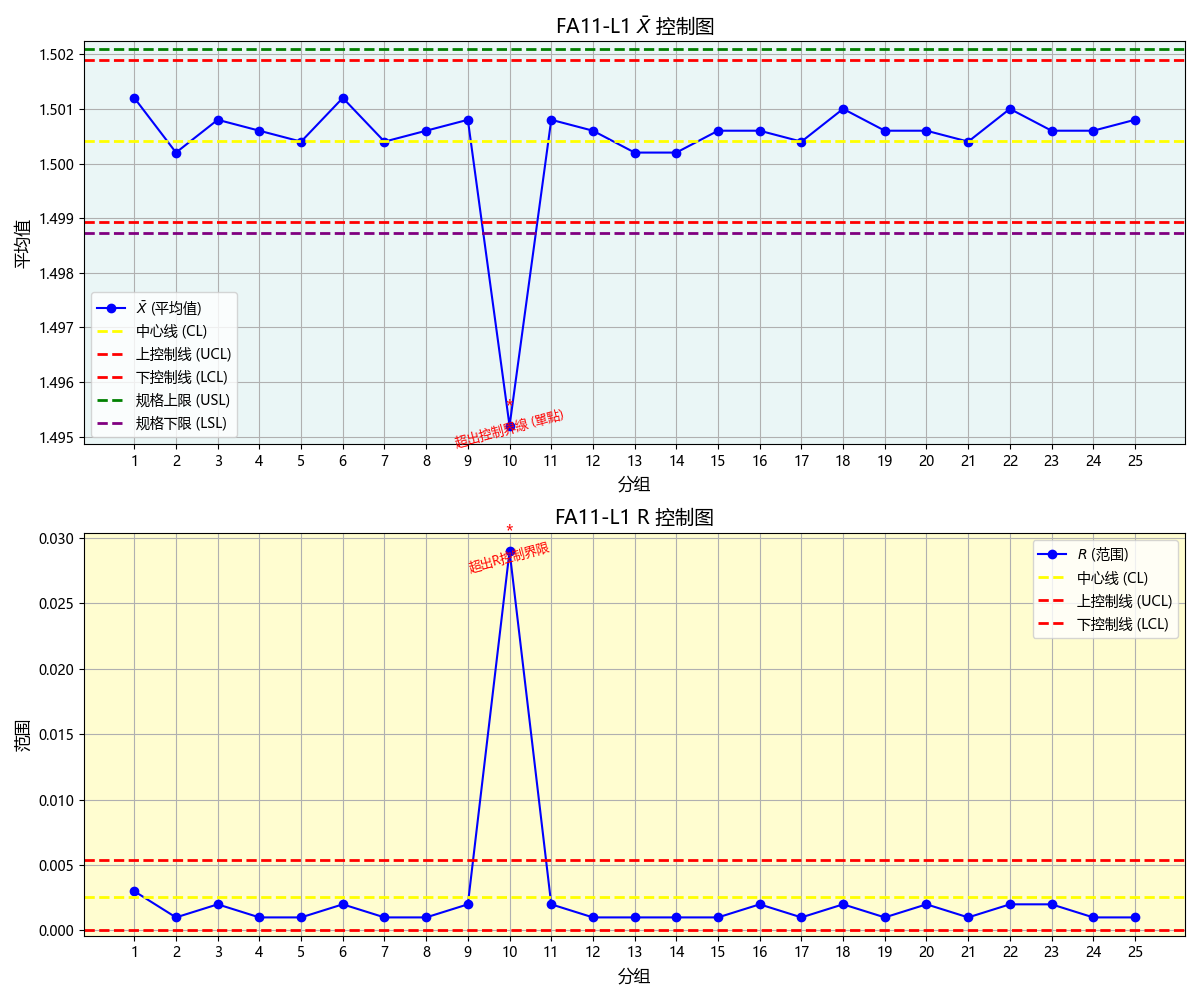 FA11-L1 X̄ 控制图
1.502
1.501
1.500
1.499
1.498
1.497
1.496
1.495
平均值
X̄ (平均值)
中心线 (CL)
上控制线 (UCL)
下控制线 (LCL)
规格上限 (USL)
规格下限 (LSL)
*
超出控制界線 (單點)
1 2 3 4 5 6 7 8 9 10 11 12 13 14 15 16 17 18 19 20 21 22 23 24 25
分组
FA11-L1 R 控制图
*
超出R控制界限
0.030
0.025
0.020
0.015
0.010
0.005
0.000
范围
R (范围)
中心线 (CL)
上控制线 (UCL)
下控制线 (LCL)
1 2 3 4 5 6 7 8 9 10 11 12 13 14 15 16 17 18 19 20 21 22 23 24 25
分组